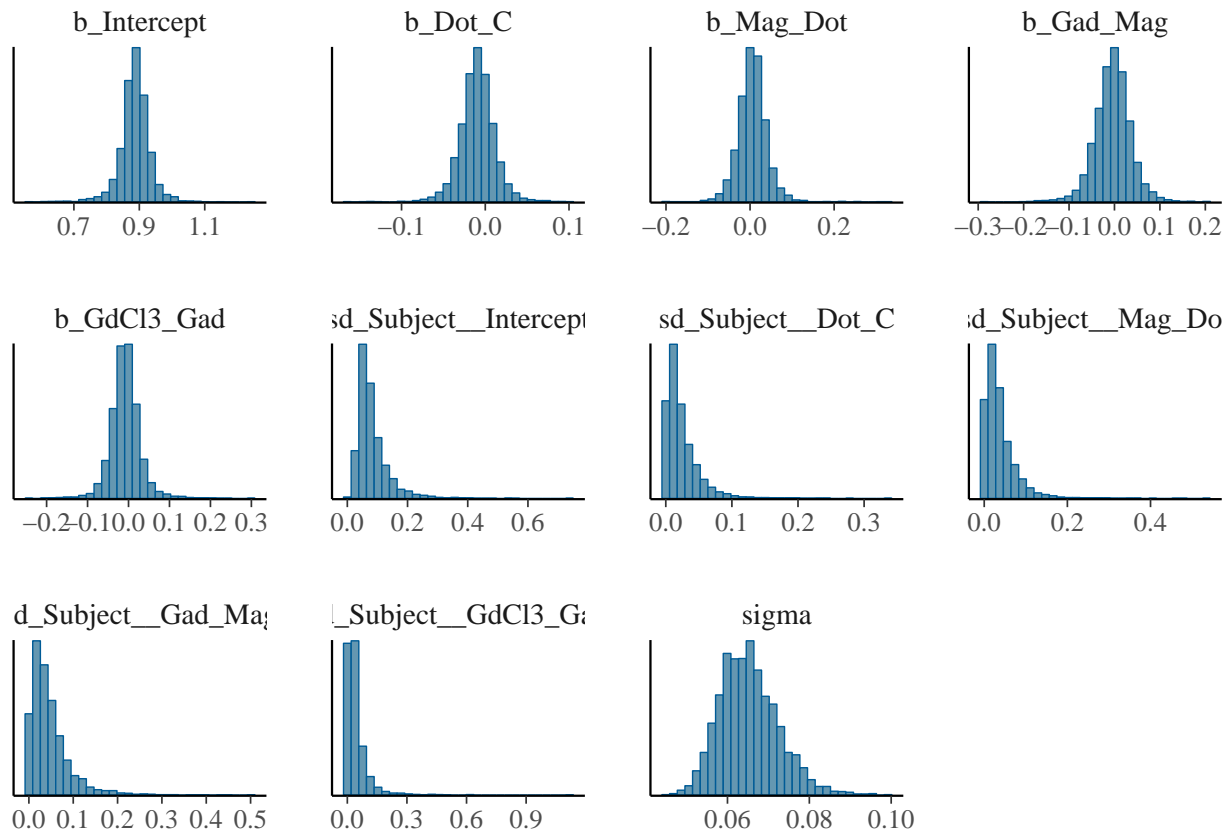 b_Intercept b_Dot_C b_Mag_Dot b_Gad_Mag
0.7 0.9 1.1 −0.1 0.0 0.1 −0.2 0.0 0.2 −0.3 −0.2 −0.1 0.0 0.1 0.2
b_GdCl3_Gad sd_Subject__Intercept sd_Subject__Dot_C sd_Subject__Mag_Do
−0.2 −0.1 0.0 0.1 0.2 0.3 0.0 0.2 0.4 0.6 0.0 0.1 0.2 0.3 0.0 0.2 0.4
d_Subject__Gad_Mag _Subject__GdCl3_Ga sigma
0.0 0.1 0.2 0.3 0.4 0.5 0.0 0.3 0.6 0.9 0.06 0.08 0.10